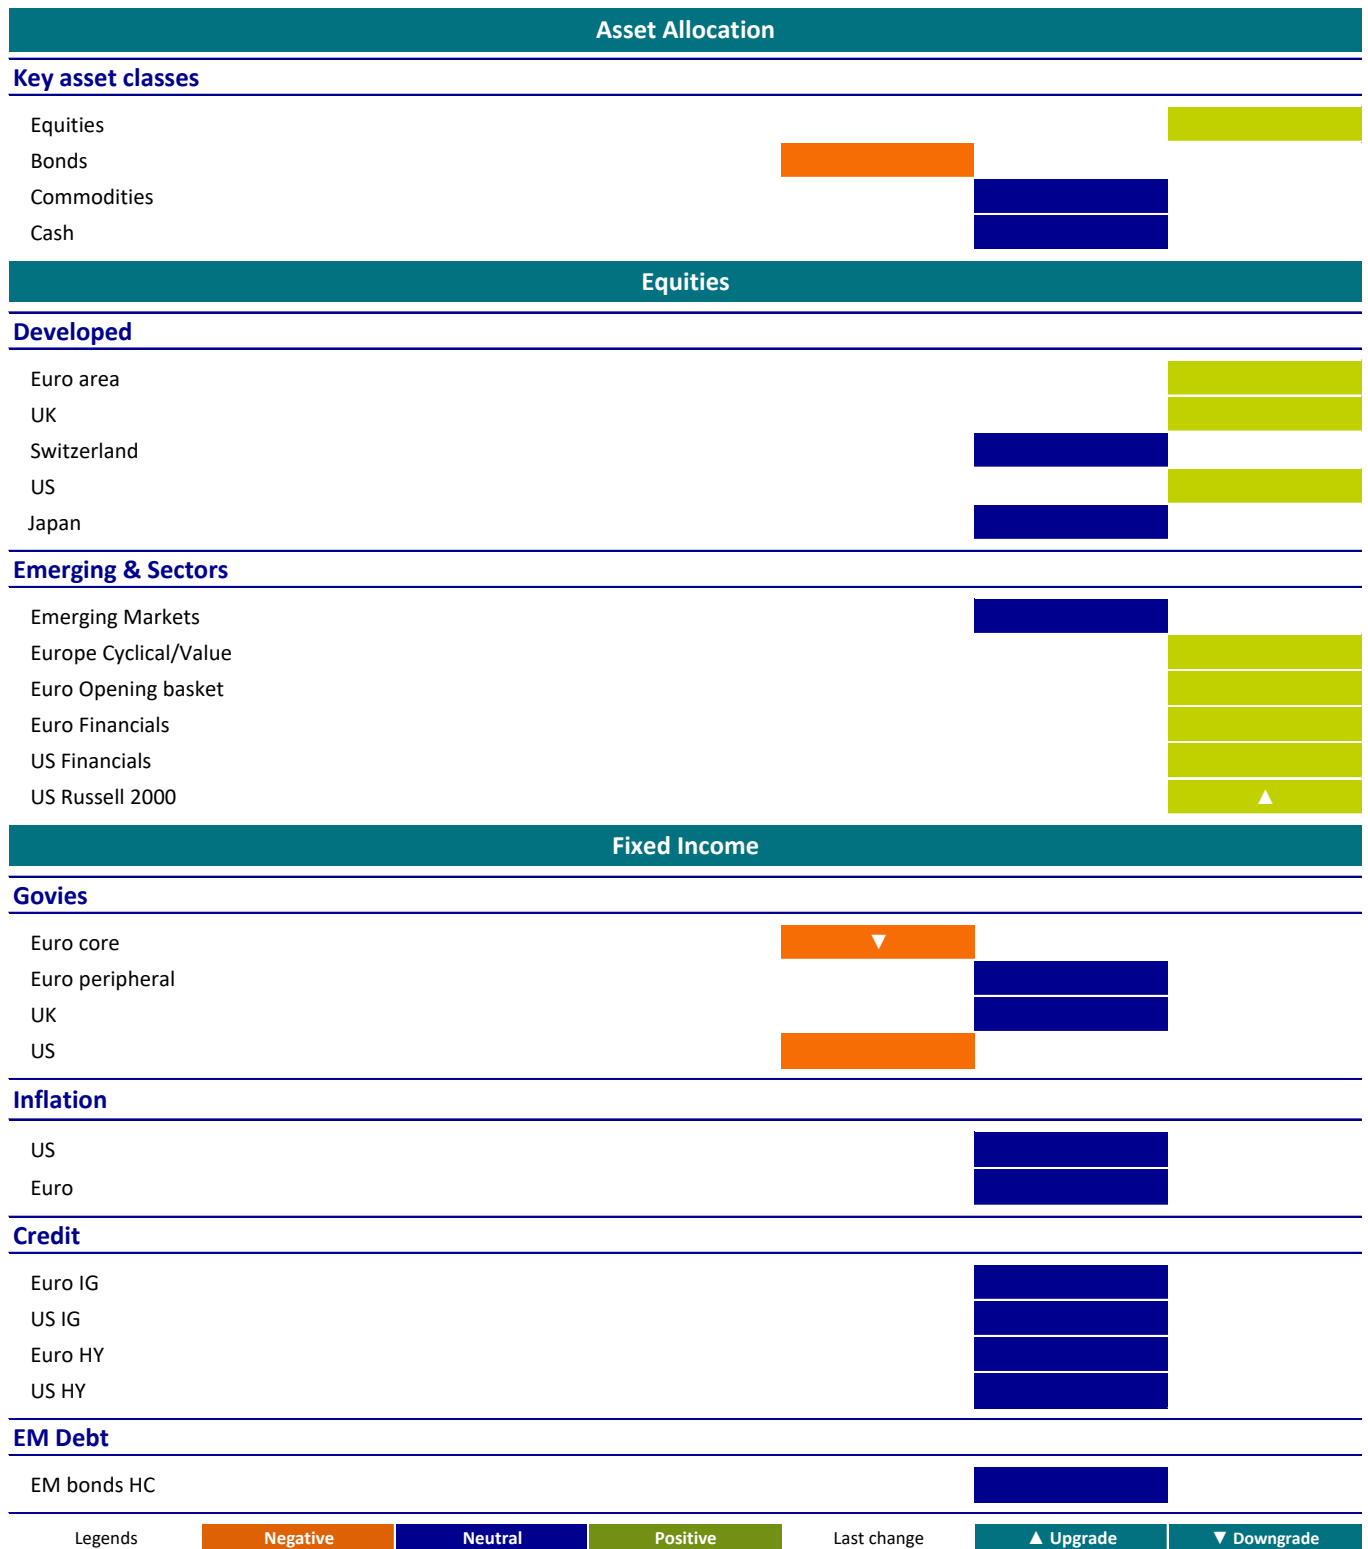 Asset Allocation
Key asset classes
Equities
Bonds
Commodities
Cash
Equities
Developed
Euro area
UK
Switzerland
US
Japan
Emerging & Sectors
Emerging Markets
Europe Cyclical/Value
Euro Opening basket
Euro Financials
US Financials
US Russell 2000 ▲
Fixed Income
Govies
Euro core ▼
Euro peripheral
UK
US
Inflation
US
Euro
Credit
Euro IG
US IG
Euro HY
US HY
EM Debt
EM bonds HC
Legends Negative Neutral Positive Last change ▲ Upgrade ▼ Downgrade